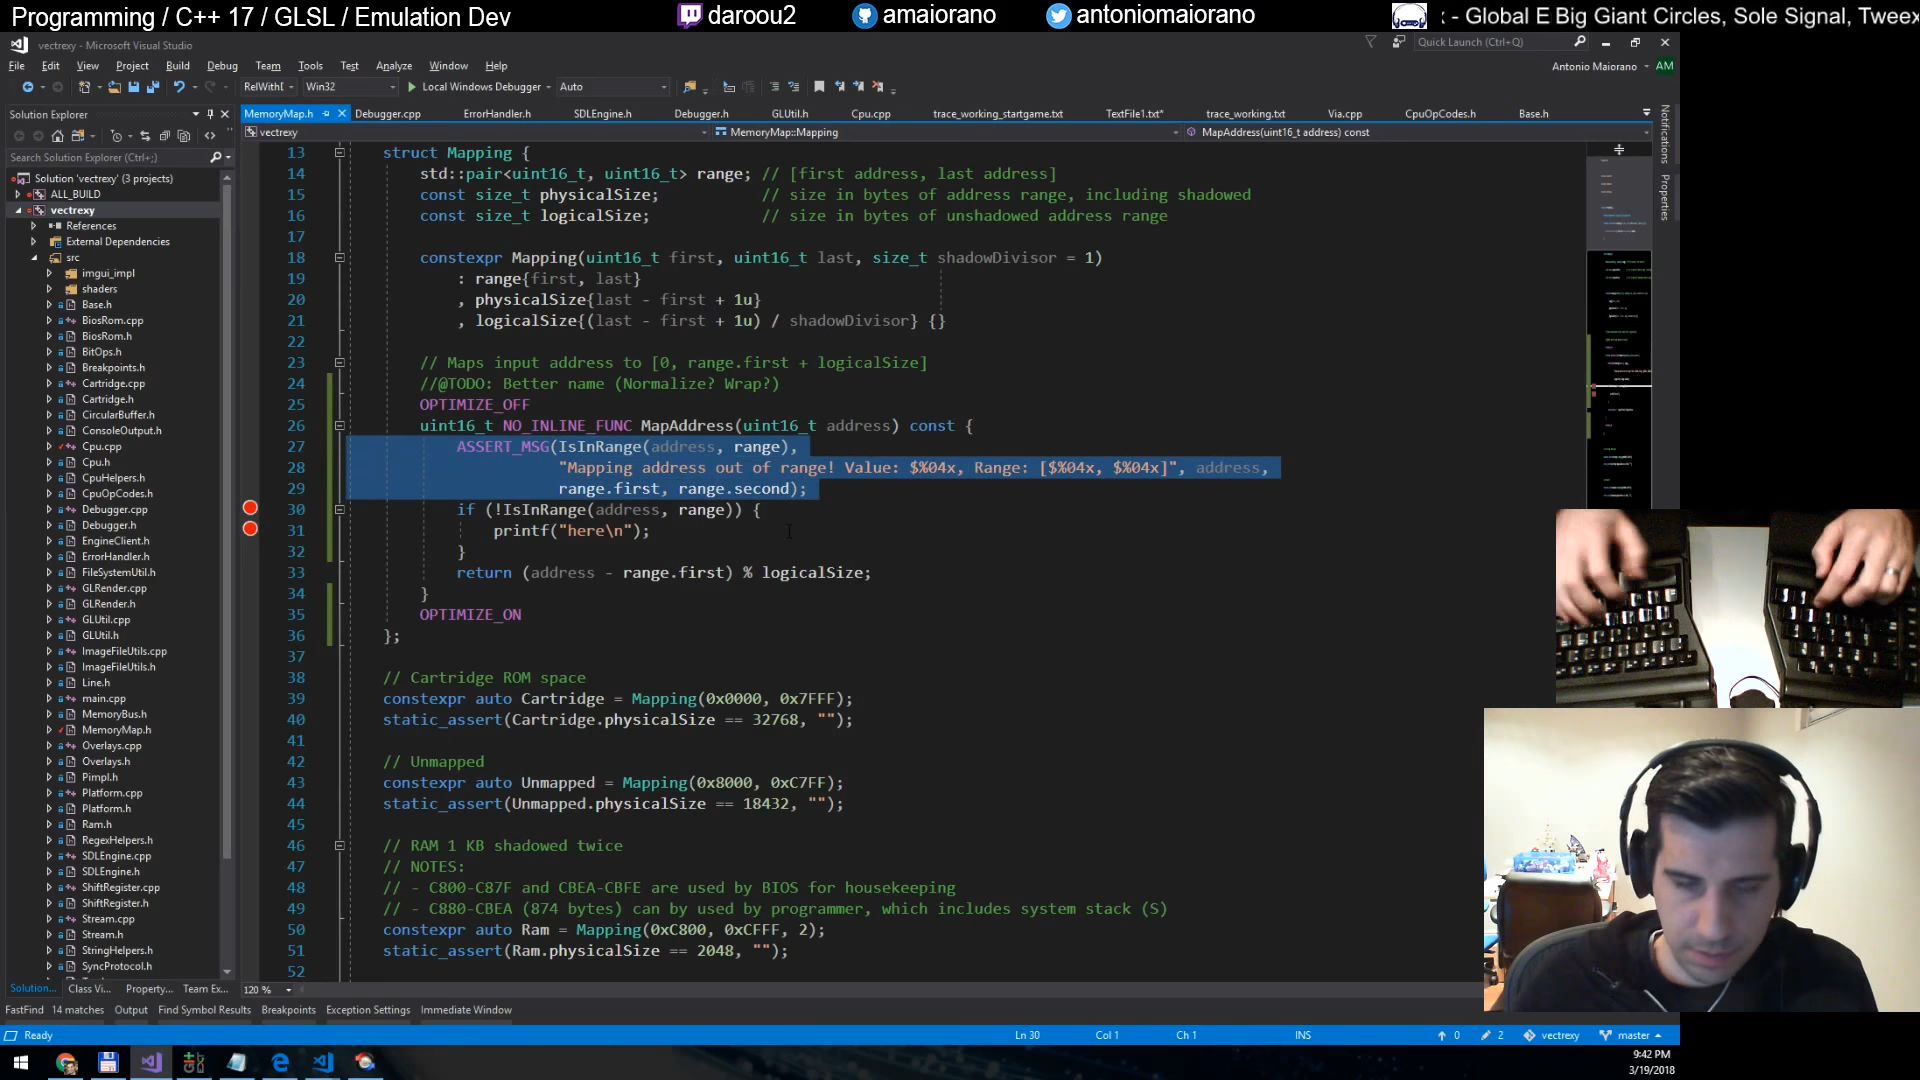 Programming / C++ 17 / GLSL / Emulation Dev
daroou2
amaiorano
antoniomaiorano
- Global E Big Giant Circles, Sole Signal, Tweex
vectrexy - Microsoft Visual Studio
Quick Launch (Ctrl+Q)
File Edit View Project Build Debug Team Tools Test Analyze Window Help
Antonio Maiorano AM
RelWithI Win32 Local Windows Debugger Auto
Solution Explorer
MemoryMap.h Debugger.cpp ErrorHandler.h SDLEngine.h Debugger.h GLUtil.h Cpu.cpp trace_working_startgame.txt TextFile1.txt* trace_working.txt Via.cpp CpuOpCodes.h Base.h
vectrexy MemoryMap::Mapping MapAddress(uint16_t address) const
Notifications
Properties
Search Solution Explorer (Ctrl+;)
Solution 'vectrexy' (3 projects)
ALL_BUILD
vectrexy
References
External Dependencies
src
imgui_impl
shaders
Base.h
BiosRom.cpp
BiosRom.h
BitOps.h
Breakpoints.h
Cartridge.cpp
Cartridge.h
CircularBuffer.h
ConsoleOutput.h
Cpu.cpp
Cpu.h
CpuHelpers.h
CpuOpCodes.h
Debugger.cpp
Debugger.h
EngineClient.h
ErrorHandler.h
FileSystemUtil.h
GLRender.cpp
GLRender.h
GLUtil.cpp
GLUtil.h
ImageFileUtils.cpp
ImageFileUtils.h
Line.h
main.cpp
MemoryBus.h
MemoryMap.h
Overlays.cpp
Overlays.h
Pimpl.h
Platform.cpp
Platform.h
Ram.h
RegexHelpers.h
SDLEngine.cpp
SDLEngine.h
ShiftRegister.cpp
ShiftRegister.h
Stream.cpp
Stream.h
StringHelpers.h
SyncProtocol.h
13 struct Mapping {
14 std::pair<uint16_t, uint16_t> range; // [first address, last address]
15 const size_t physicalSize; // size in bytes of address range, including shadowed
16 const size_t logicalSize; // size in bytes of unshadowed address range
17
18 constexpr Mapping(uint16_t first, uint16_t last, size_t shadowDivisor = 1)
19 : range{first, last}
20 , physicalSize{last - first + 1u}
21 , logicalSize{(last - first + 1u) / shadowDivisor} {}
22
23 // Maps input address to [0, range.first + logicalSize]
24 //@TODO: Better name (Normalize? Wrap?)
25 OPTIMIZE_OFF
26 uint16_t NO_INLINE_FUNC MapAddress(uint16_t address) const {
27 ASSERT_MSG(IsInRange(address, range),
28 "Mapping address out of range! Value: $%04x, Range: [$%04x, $%04x]", address,
29 range.first, range.second);
30 if (!IsInRange(address, range)) {
31 printf("here\n");
32 }
33 return (address - range.first) % logicalSize;
34 }
35 OPTIMIZE_ON
36 };
37
38 // Cartridge ROM space
39 constexpr auto Cartridge = Mapping(0x0000, 0x7FFF);
40 static_assert(Cartridge.physicalSize == 32768, "");
41
42 // Unmapped
43 constexpr auto Unmapped = Mapping(0x8000, 0xC7FF);
44 static_assert(Unmapped.physicalSize == 18432, "");
45
46 // RAM 1 KB shadowed twice
47 // NOTES:
48 // - C800-C87F and CBEA-CBFE are used by BIOS for housekeeping
49 // - C880-CBEA (874 bytes) can by used by programmer, which includes system stack (S)
50 constexpr auto Ram = Mapping(0xC800, 0xCFFF, 2);
51 static_assert(Ram.physicalSize == 2048, "");
52
Solution... Class Vi... Property... Team Ex... 120 %
FastFind 14 matches Output Find Symbol Results Breakpoints Exception Settings Immediate Window
Ready Ln 30 Col 1 Ch 1 INS 0 2 vectrexy master
9:42 PM
3/19/2018